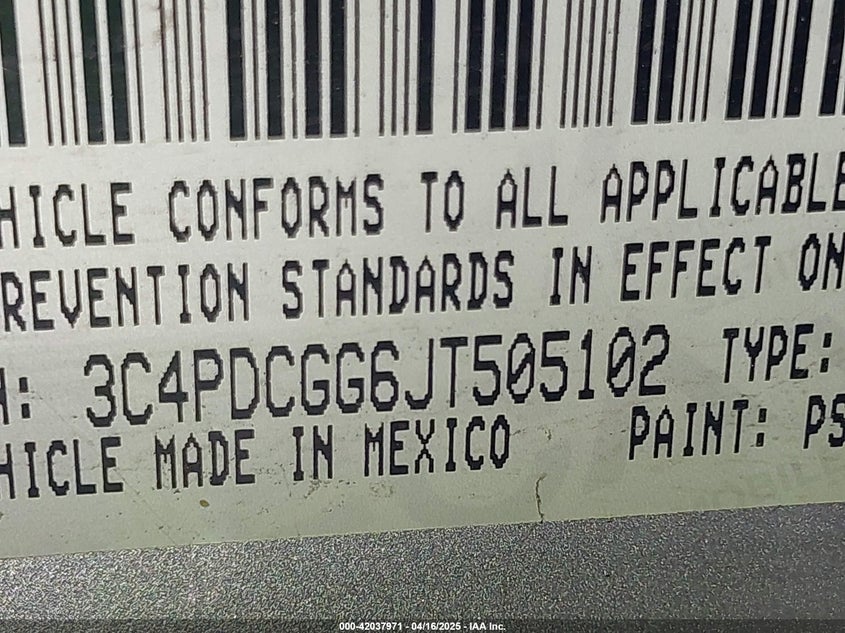 HICLE CONFORMS TO ALL APPLICABLE
REVENTION STANDARDS IN EFFECT ON
: 3C4PDCGG6JT505102 TYPE:
HICLE MADE IN MEXICO PAINT: PS
000-42037971 - 04/16/2025 - IAA Inc.